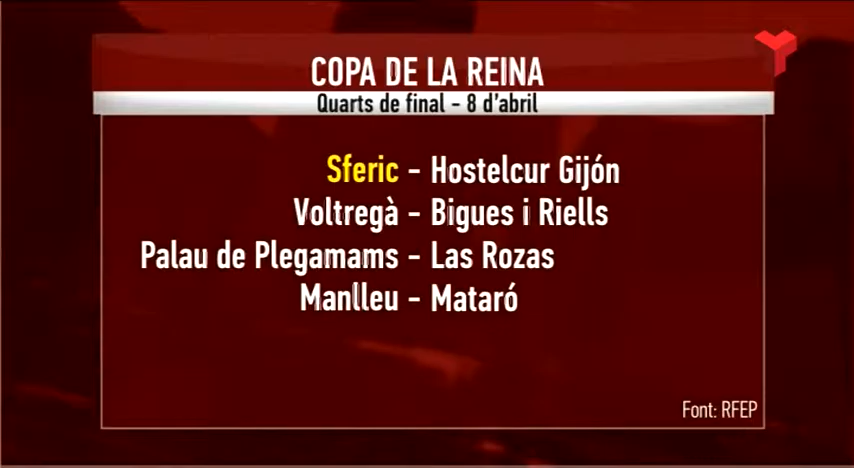 COPA DE LA REINA
Quarts de final - 8 d'abril
Sferic - Hostelcur Gijón
Voltregà - Bigues i Riells
Palau de Plegamams - Las Rozas
Manlleu - Mataró
Font: RFEP